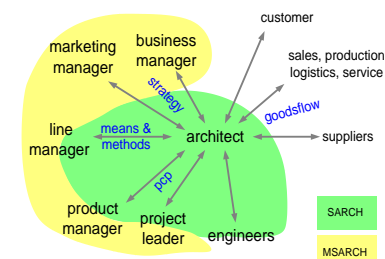 customer
business
manager
marketing
manager
sales, production
logistics, service
strategy
goodsflow
line
manager
means &
methods
architect
suppliers
pcp
product
manager
project
leader
engineers
SARCH
MSARCH